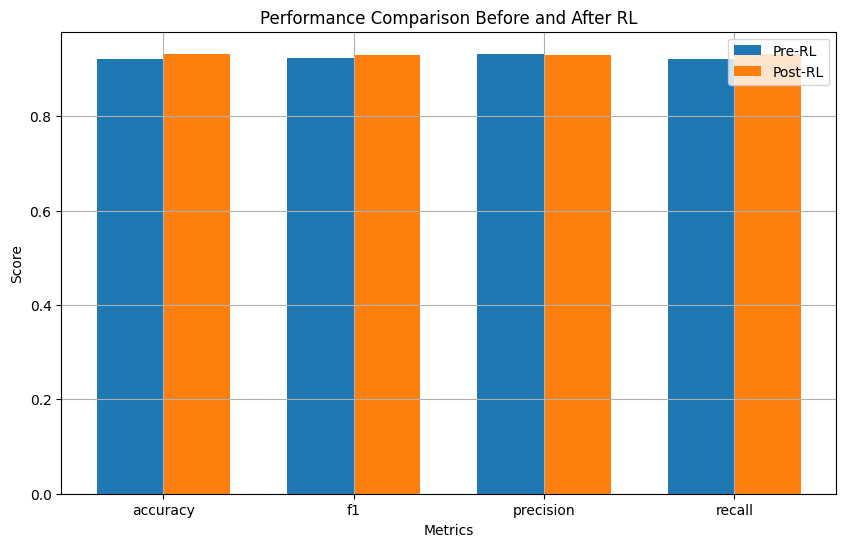 Performance Comparison Before and After RL
Pre-RL
Post-RL
0.8
0.6
0.4
0.2
0.0
Score
accuracy f1 precision recall
Metrics